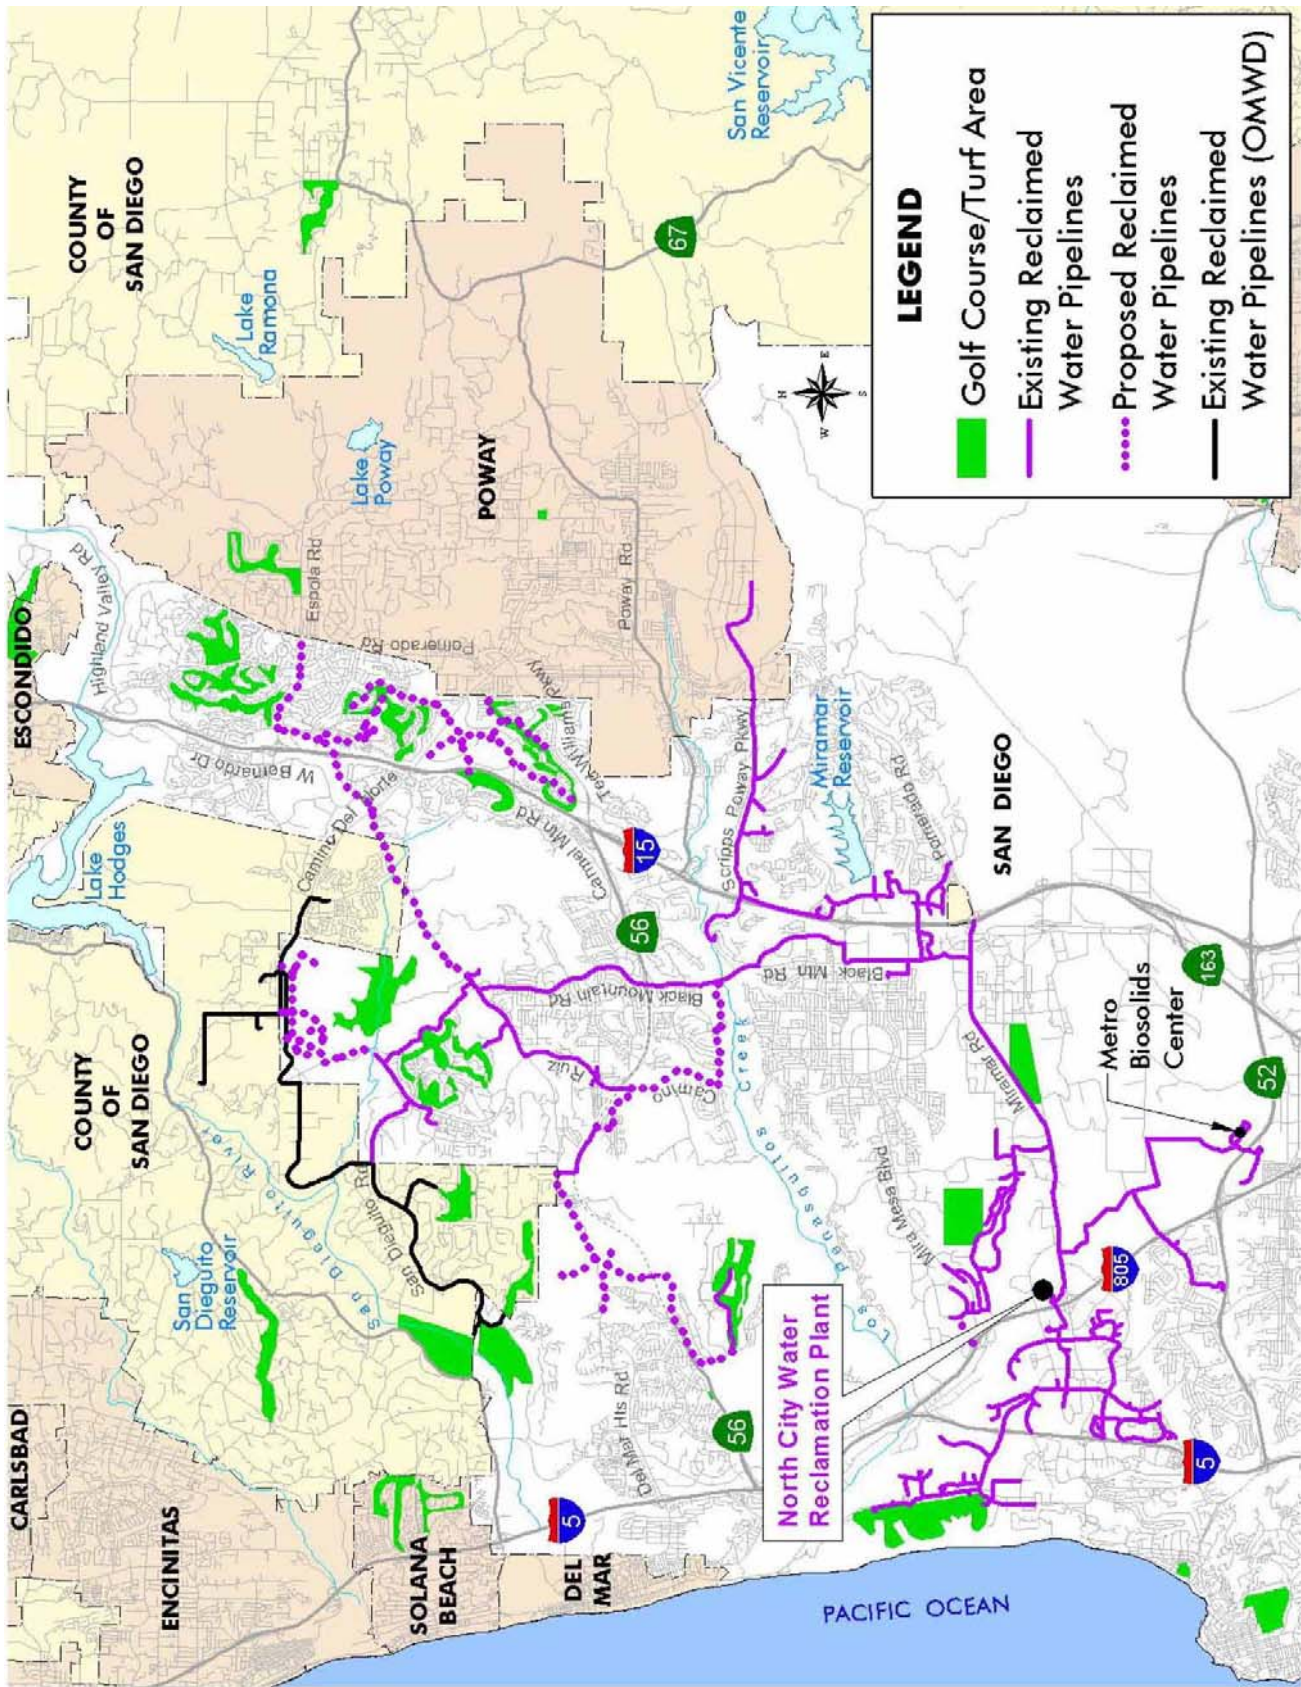 CARLSBAD
ENCINITAS
SOLANA
BEACH
DEL
MAR
PACIFIC OCEAN
San
Dieguito
Reservoir
San Dieguito River
San Dieguito Rd
COUNTY
OF
SAN DIEGO
Lake
Hodges
ESCONDIDO
Highland Valley Rd
W Bernardo Dr
Camino Del Norte
Espola Rd
Pomerado Rd
Ted Williams Pkwy
Carmel Mtn Rd
COUNTY
OF
SAN DIEGO
Lake
Ramona
Lake
Poway
POWAY
Poway Rd
67
San Vicente
Reservoir
15
56
Scripps Poway Pkwy
Miramar
Reservoir
Pomerado Rd
SAN DIEGO
Black Mountain Rd
Black Mtn Rd
Camino
Ruiz
Los Penasquitos Creek
Mira Mesa Blvd
Miramar Rd
Del Mar Hts Rd
56
5
North City Water
Reclamation Plant
805
5
Metro
Biosolids
Center
163
52
N
W
E
S
LEGEND
Golf Course/Turf Area
Existing Reclaimed
Water Pipelines
Proposed Reclaimed
Water Pipelines
Existing Reclaimed
Water Pipelines (OMWD)